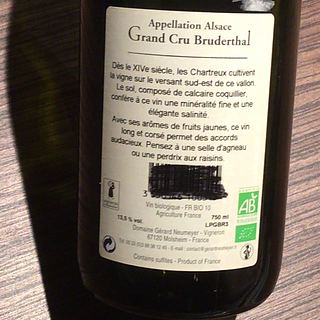 Appellation Alsace
Grand Cru Bruderthal
Dès le XIVe siécle, les Chartreux cultivent
la vigne sur le versant sud-est de ce vallon.
Le sol, composé de calcaire coquillier,
confère à ce vin une minéralité fine et une
élégante salinité.
Avec ses arômes de fruits jaunes, ce vin
long et corsé permet des accords
audacieux. Pensez à une selle d'agneau
ou une perdrix aux raisins.
Vin biologique - FR BIO 10
Agriculture France
13,5 % vol.
750 ml
LPGBR3
AB
Domaine Gérard Neumeyer - Vigneron
67120 Molsheim - France
Contains sulfites - Product of France